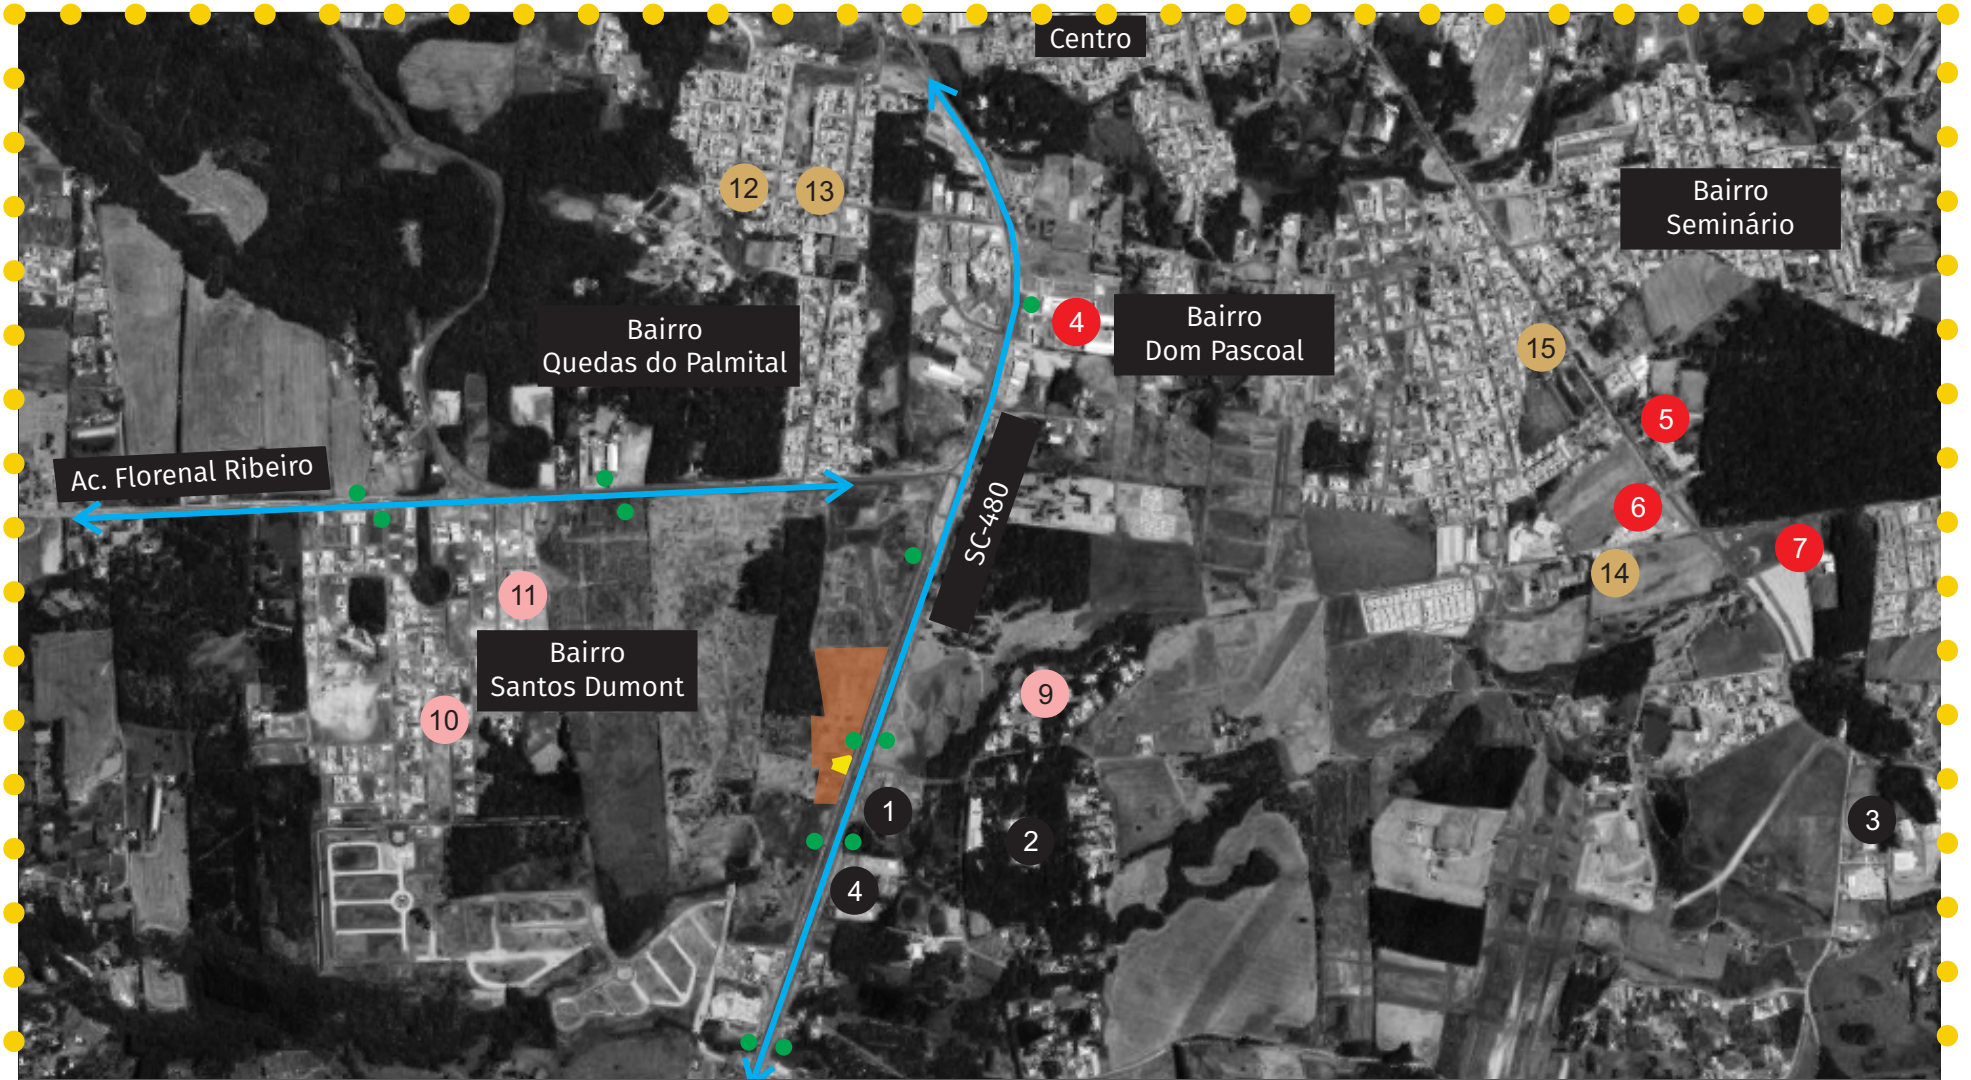 Centro
12
13
Bairro
Seminário
4
Bairro
Dom Pascoal
Bairro
Quedas do Palmital
15
5
Ac. Florenal Ribeiro
SC-480
6
7
14
11
Bairro
Santos Dumont
9
10
1
2
3
4